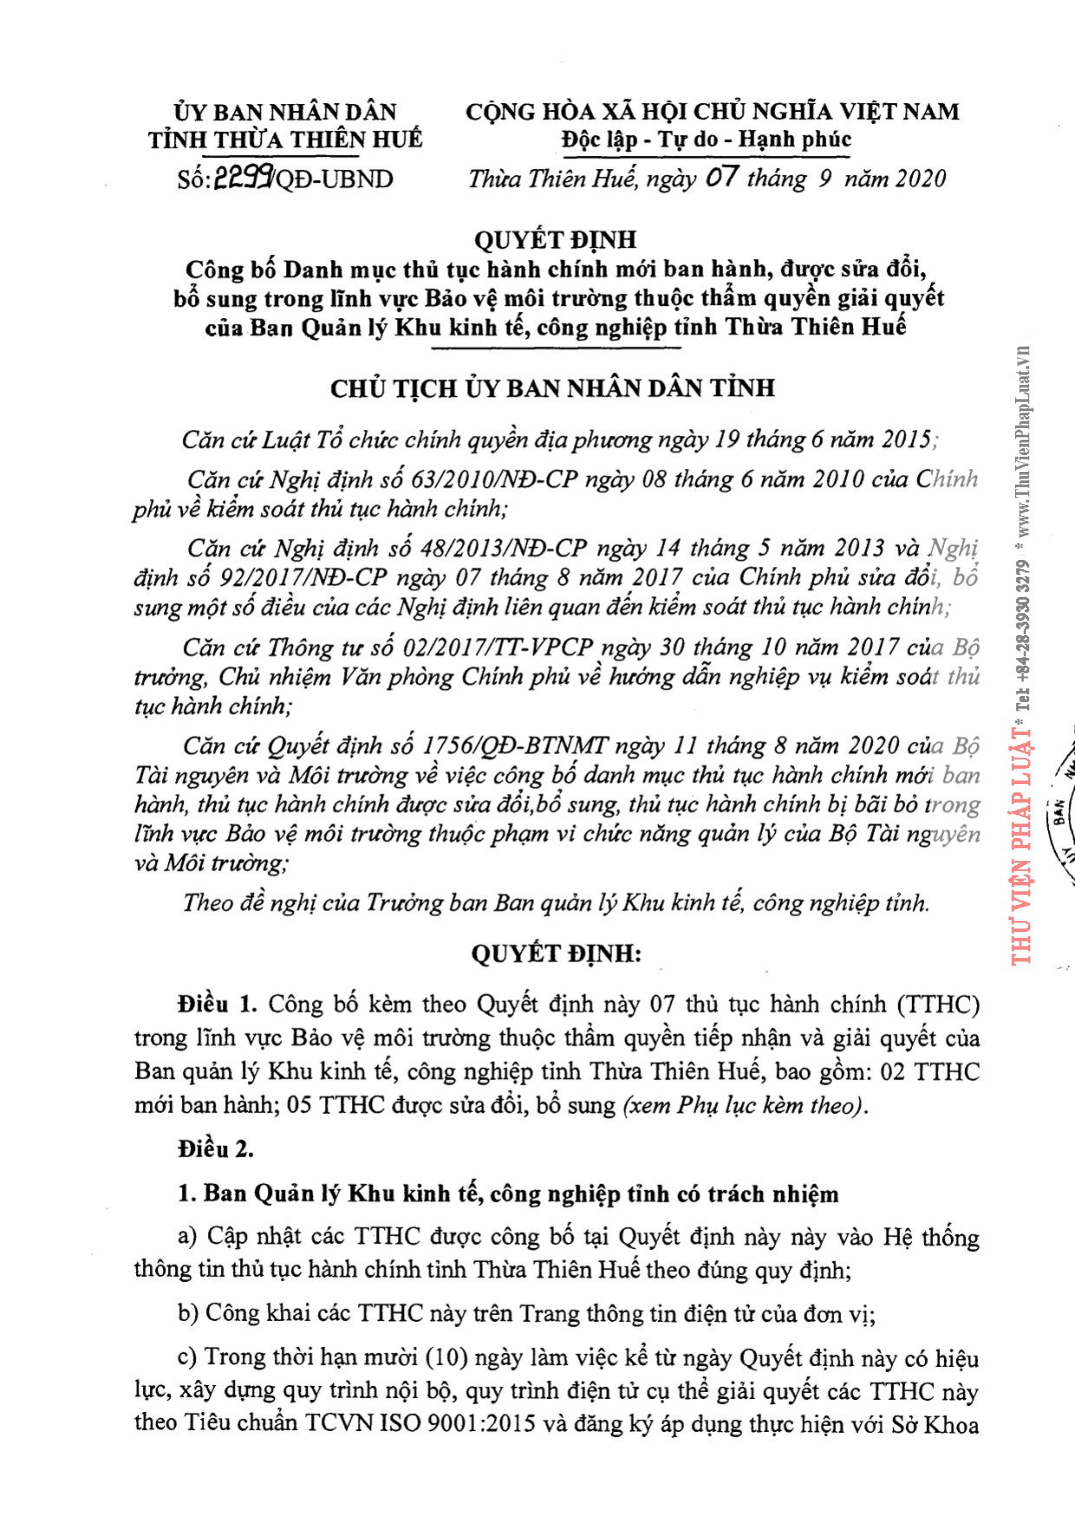 ỦY BAN NHÂN DÂN
TỈNH THỪA THIÊN HUẾ
Số:2299/QĐ-UBND
CỘNG HÒA XÃ HỘI CHỦ NGHĨA VIỆT NAM
Độc lập - Tự do - Hạnh phúc
Thừa Thiên Huế, ngày 07 tháng 9 năm 2020
QUYẾT ĐỊNH
Công bố Danh mục thủ tục hành chính mới ban hành, được sửa đổi,
bổ sung trong lĩnh vực Bảo vệ môi trường thuộc thẩm quyền giải quyết
của Ban Quản lý Khu kinh tế, công nghiệp tỉnh Thừa Thiên Huế
CHỦ TỊCH ỦY BAN NHÂN DÂN TỈNH
Căn cứ Luật Tổ chức chính quyền địa phương ngày 19 tháng 6 năm 2015;
Căn cứ Nghị định số 63/2010/NĐ-CP ngày 08 tháng 6 năm 2010 của Chính
phủ về kiểm soát thủ tục hành chính;
Căn cứ Nghị định số 48/2013/NĐ-CP ngày 14 tháng 5 năm 2013 và Nghị
định số 92/2017/NĐ-CP ngày 07 tháng 8 năm 2017 của Chính phủ sửa đổi, bổ
sung một số điều của các Nghị định liên quan đến kiểm soát thủ tục hành chính;
Căn cứ Thông tư số 02/2017/TT-VPCP ngày 30 tháng 10 năm 2017 của Bộ
trưởng, Chủ nhiệm Văn phòng Chính phủ về hướng dẫn nghiệp vụ kiểm soát thủ
tục hành chính;
Căn cứ Quyết định số 1756/QĐ-BTNMT ngày 11 tháng 8 năm 2020 của Bộ
Tài nguyên và Môi trường về việc công bố danh mục thủ tục hành chính mới ban
hành, thủ tục hành chính được sửa đổi,bổ sung, thủ tục hành chính bị bãi bỏ trong
lĩnh vực Bảo vệ môi trường thuộc phạm vi chức năng quản lý của Bộ Tài nguyên
và Môi trường;
Theo đề nghị của Trưởng ban Ban quản lý Khu kinh tế, công nghiệp tỉnh.
QUYẾT ĐỊNH:
Điều 1. Công bố kèm theo Quyết định này 07 thủ tục hành chính (TTHC)
trong lĩnh vực Bảo vệ môi trường thuộc thẩm quyền tiếp nhận và giải quyết của
Ban quản lý Khu kinh tế, công nghiệp tỉnh Thừa Thiên Huế, bao gồm: 02 TTHC
mới ban hành; 05 TTHC được sửa đổi, bổ sung (xem Phụ lục kèm theo).
Điều 2.
1. Ban Quản lý Khu kinh tế, công nghiệp tỉnh có trách nhiệm
a) Cập nhật các TTHC được công bố tại Quyết định này này vào Hệ thống
thông tin thủ tục hành chính tỉnh Thừa Thiên Huế theo đúng quy định;
b) Công khai các TTHC này trên Trang thông tin điện tử của đơn vị;
c) Trong thời hạn mười (10) ngày làm việc kể từ ngày Quyết định này có hiệu
lực, xây dựng quy trình nội bộ, quy trình điện tử cụ thể giải quyết các TTHC này
theo Tiêu chuẩn TCVN ISO 9001:2015 và đăng ký áp dụng thực hiện với Sở Khoa
THƯ VIỆN PHÁP LUẬT * Tel: +84-28-3930 3279 * www.ThuVienPhapLuat.vn
ỦY BAN